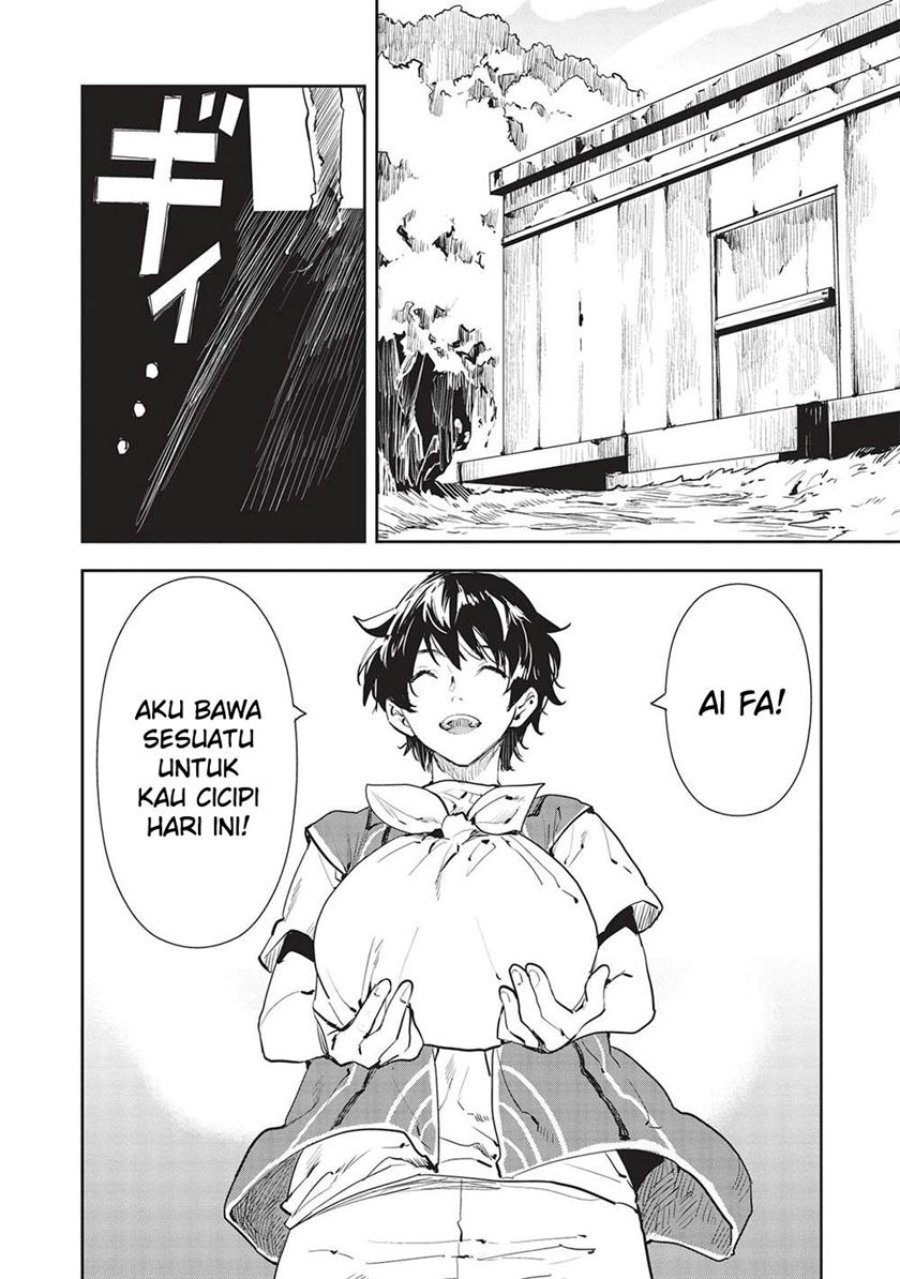 ギィ...
AI FA!
AKU BAWA
SESUATU
UNTUK
KAU CICIPI
HARI INI!